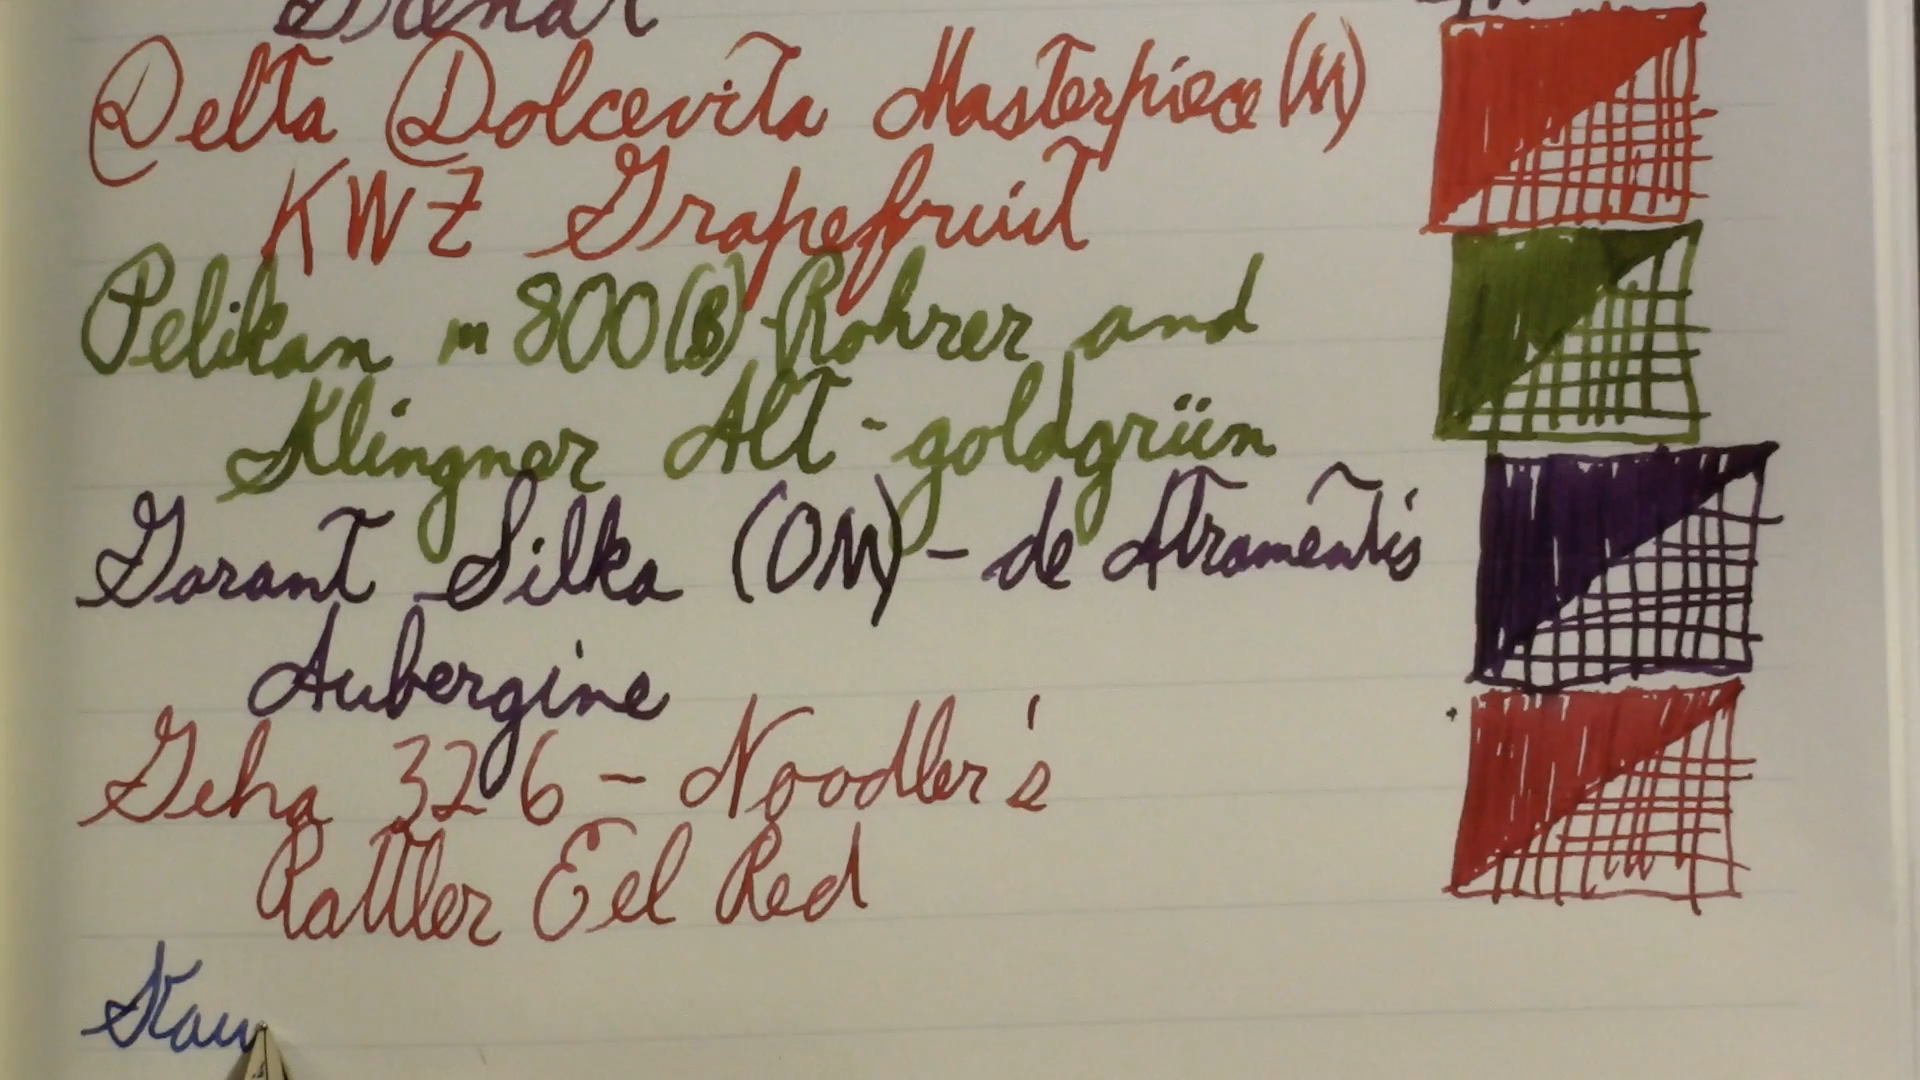 Delta Dolcevita Masterpiece (M)
KWZ Grapefruit
Pelikan m800 (B) - Rohrer and
Klingner Alt-goldgrün
Garant Silka (OM) - de Atramentis
Aubergine
Geha 326 - Noodler's
Rattler Eel Red